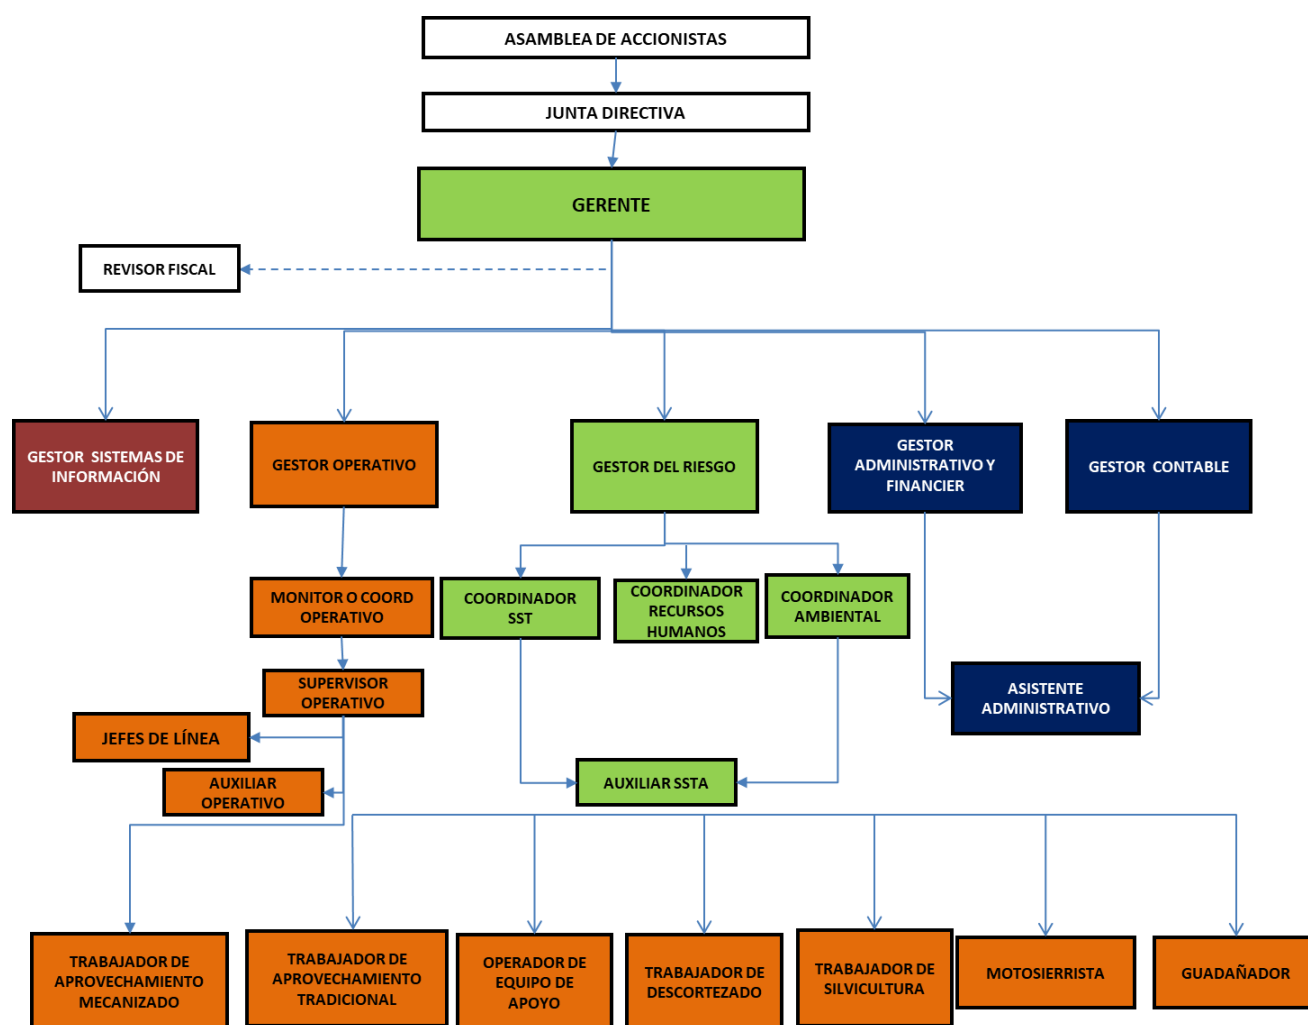 ASAMBLEA DE ACCIONISTAS
JUNTA DIRECTIVA
GERENTE
REVISOR FISCAL
GESTOR SISTEMAS DE
INFORMACIÓN
GESTOR OPERATIVO
GESTOR DEL RIESGO
GESTOR
ADMINISTRATIVO Y
FINANCIER
GESTOR CONTABLE
MONITOR O COORD
OPERATIVO
COORDINADOR
SST
COORDINADOR
RECURSOS
HUMANOS
COORDINADOR
AMBIENTAL
SUPERVISOR
OPERATIVO
ASISTENTE
ADMINISTRATIVO
JEFES DE LÍNEA
AUXILIAR
OPERATIVO
AUXILIAR SSTA
TRABAJADOR DE
APROVECHAMIENTO
MECANIZADO
TRABAJADOR DE
APROVECHAMIENTO
TRADICIONAL
OPERADOR DE
EQUIPO DE
APOYO
TRABAJADOR DE
DESCORTEZADO
TRABAJADOR DE
SILVICULTURA
MOTOSIERRISTA
GUADAÑADOR